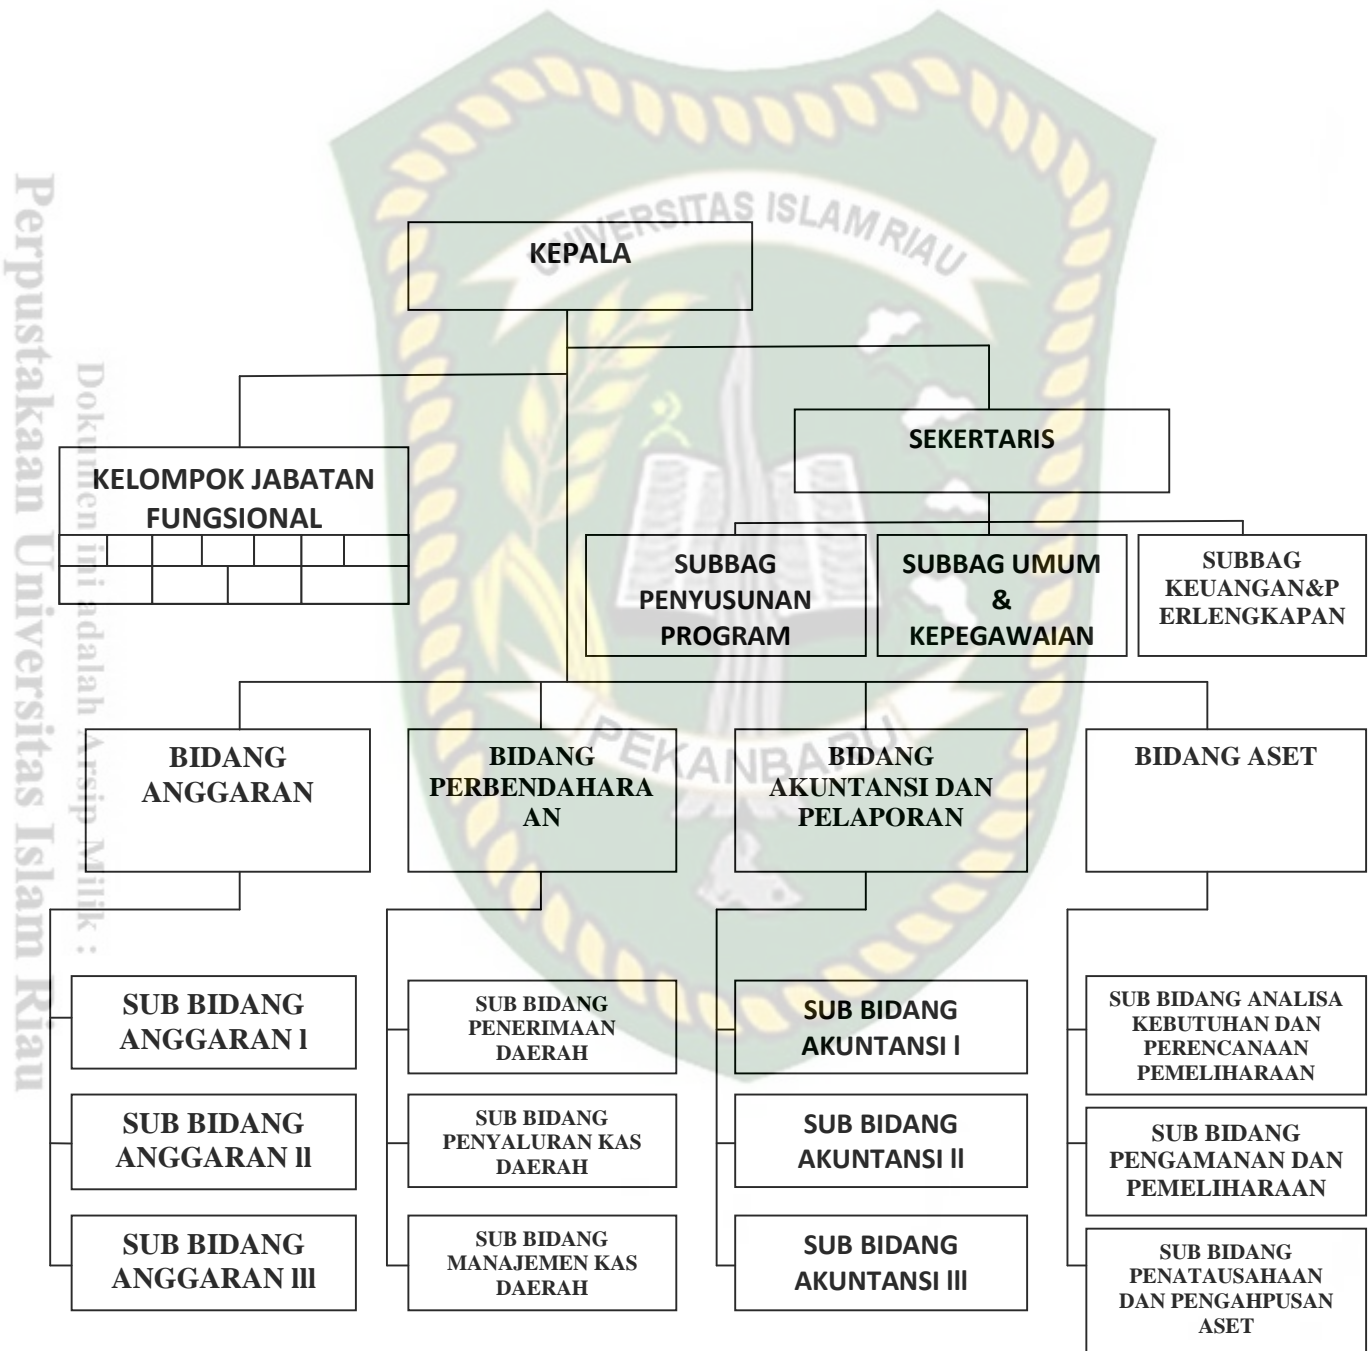 UNIVERSITAS ISLAM RIAU
KEPALA
SEKERTARIS
KELOMPOK JABATAN
FUNGSIONAL
SUBBAG
PENYUSUNAN
PROGRAM
SUBBAG UMUM
&
KEPEGAWAIAN
SUBBAG
KEUANGAN&P
ERLENGKAPAN
PEKANBARU
BIDANG
ANGGARAN
BIDANG
PERBENDAHARA
AN
BIDANG
AKUNTANSI DAN
PELAPORAN
BIDANG ASET
SUB BIDANG
ANGGARAN l
SUB BIDANG
ANGGARAN ll
SUB BIDANG
ANGGARAN lll
SUB BIDANG
PENERIMAAN
DAERAH
SUB BIDANG
PENYALURAN KAS
DAERAH
SUB BIDANG
MANAJEMEN KAS
DAERAH
SUB BIDANG
AKUNTANSI l
SUB BIDANG
AKUNTANSI ll
SUB BIDANG
AKUNTANSI lll
SUB BIDANG ANALISA
KEBUTUHAN DAN
PERENCANAAN
PEMELIHARAAN
SUB BIDANG
PENGAMANAN DAN
PEMELIHARAAN
SUB BIDANG
PENATAUSAHAAN
DAN PENGAHPUSAN
ASET
Dokumen ini adalah Arsip Milik :
Perpustakaan Universitas Islam Riau